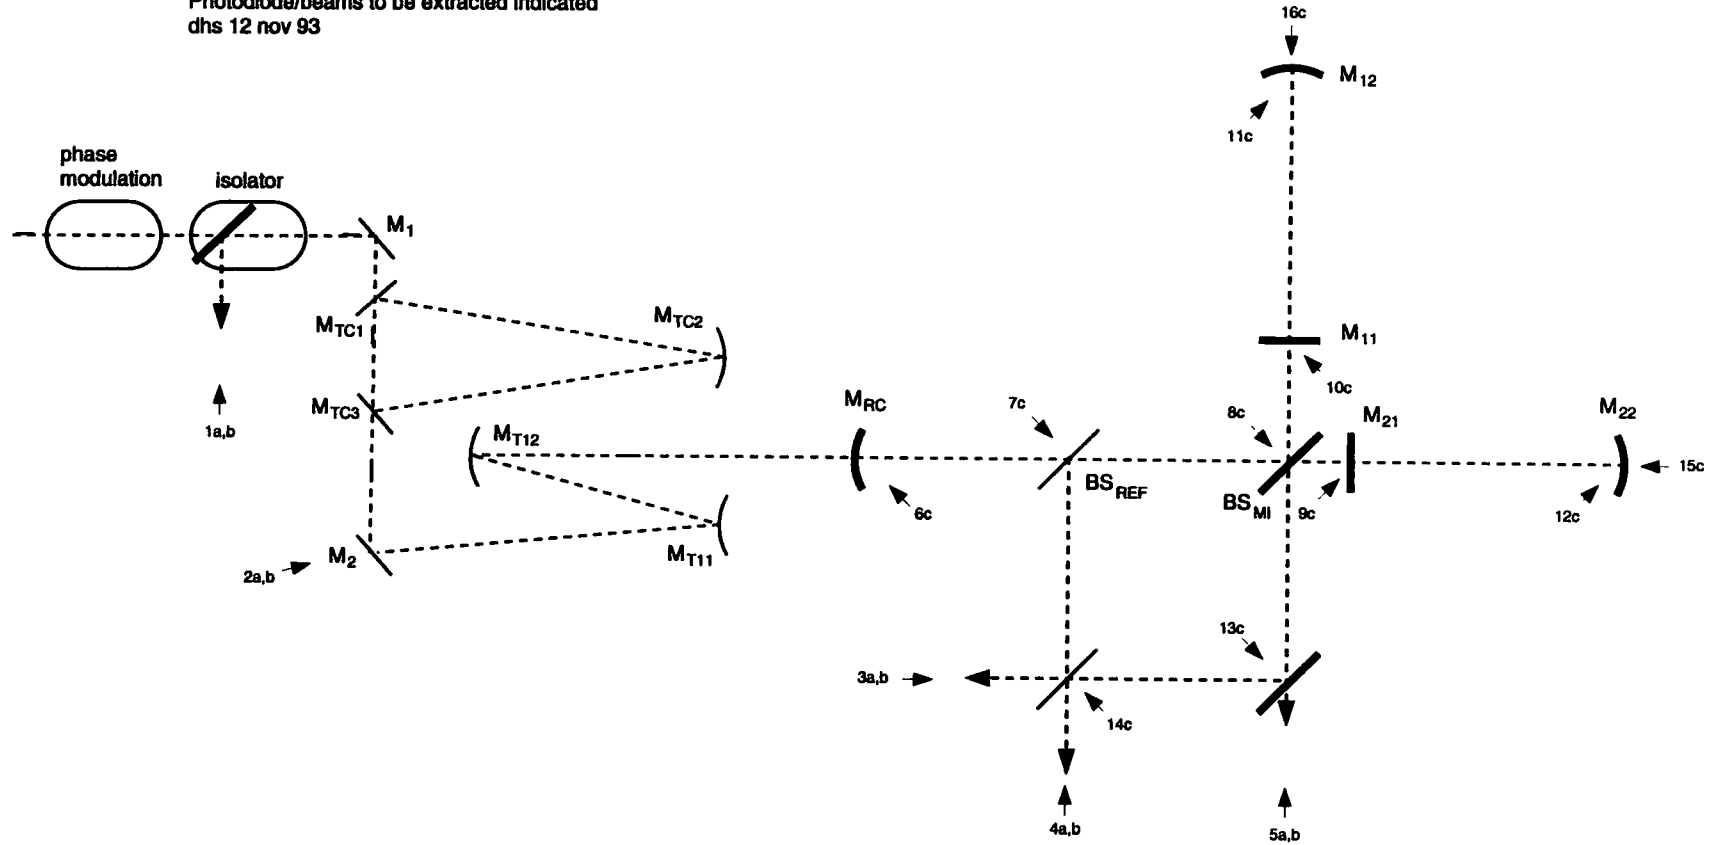 Photodiode/beams to be extracted indicated
dhs 12 nov 93
16c
M12
11c
phase
modulation
isolator
M1
MTC1
MTC2
M11
10c
MTC3
1a,b
MT12
MRC
7c
8c
M21
M22
15c
BSREF
BSMI
9c
12c
6c
M2
2a,b
MT11
13c
3a,b
14c
4a,b
5a,b